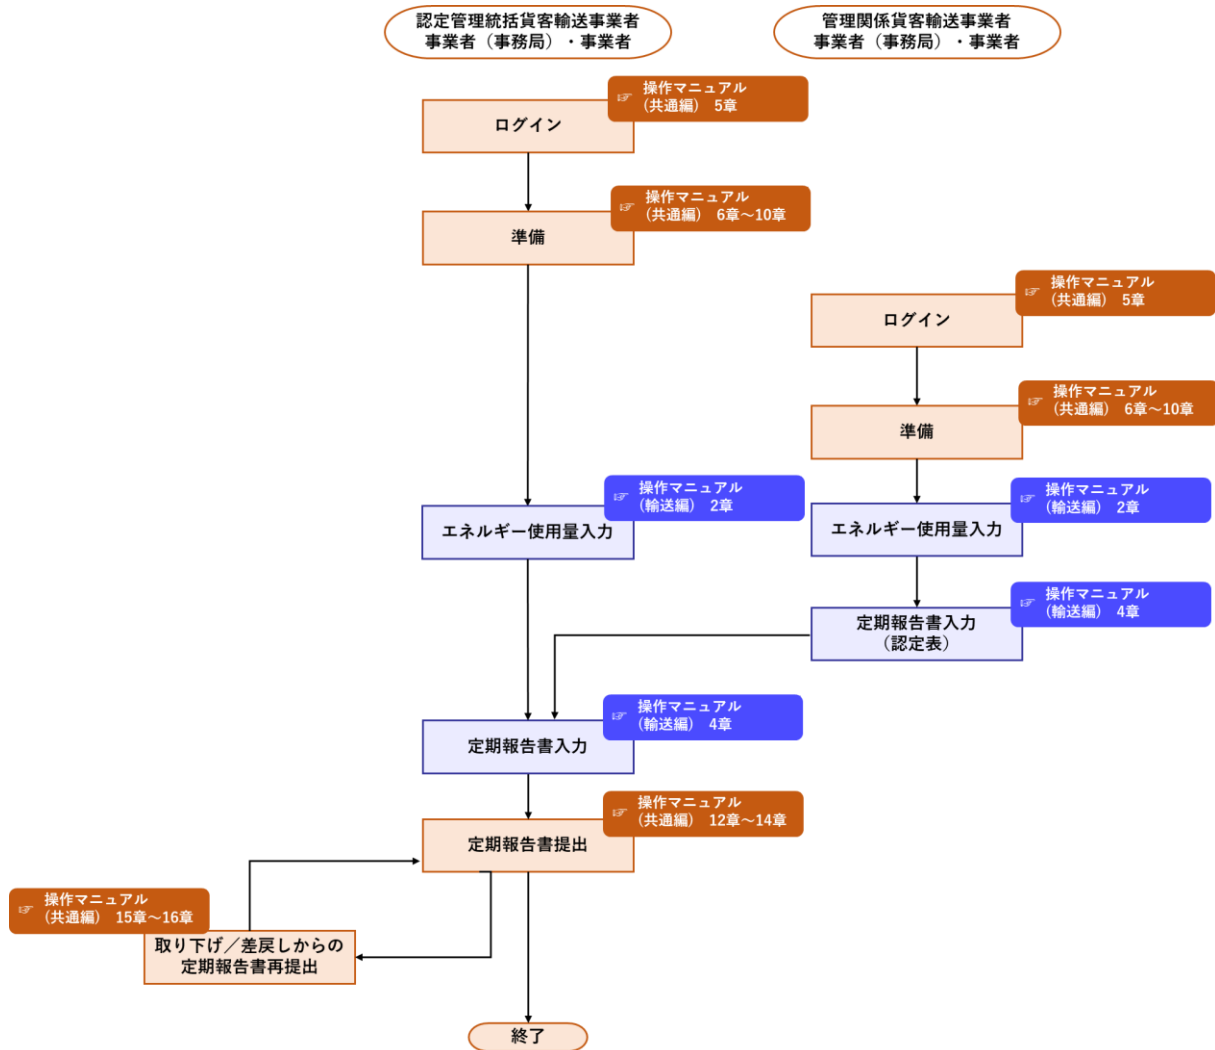 認定管理統括貨客輸送事業者
事業者（事務局）・事業者
管理関係貨客輸送事業者
事業者（事務局）・事業者
☞ 操作マニュアル
(共通編) 5章
ログイン
☞ 操作マニュアル
(共通編) 6章～10章
準備
☞ 操作マニュアル
(共通編) 5章
ログイン
☞ 操作マニュアル
(共通編) 6章～10章
準備
☞ 操作マニュアル
(輸送編) 2章
エネルギー使用量入力
☞ 操作マニュアル
(輸送編) 2章
エネルギー使用量入力
☞ 操作マニュアル
(輸送編) 4章
定期報告書入力
（認定表）
☞ 操作マニュアル
(輸送編) 4章
定期報告書入力
☞ 操作マニュアル
(共通編) 12章～14章
定期報告書提出
☞ 操作マニュアル
(共通編) 15章～16章
取り下げ／差戻しからの
定期報告書再提出
終了